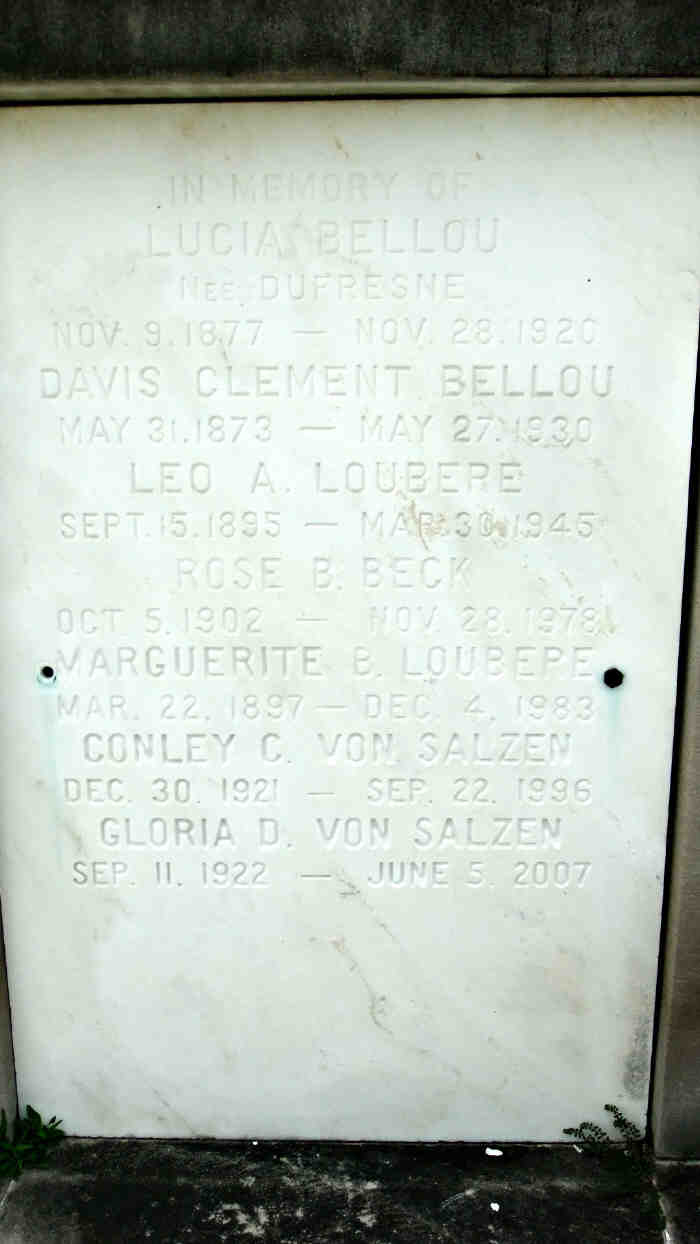 IN MEMORY OF
LUCIA BELLOU
NEE DUFRESNE
NOV. 9. 1877 — NOV. 28. 1920
DAVIS CLEMENT BELLOU
MAY 31. 1873 — MAY 27. 1930
LEO A. LOUBERE
SEPT. 15. 1895 — MAR. 30. 1945
ROSE B. BECK
OCT. 5. 1902 — NOV. 28. 1978
MARGUERITE B. LOUBERE
MAR. 22. 1897 — DEC. 4. 1983
CONLEY C. VON SALZEN
DEC. 30. 1921 — SEP. 22. 1996
GLORIA D. VON SALZEN
SEP. 11. 1922 — JUNE 5. 2007